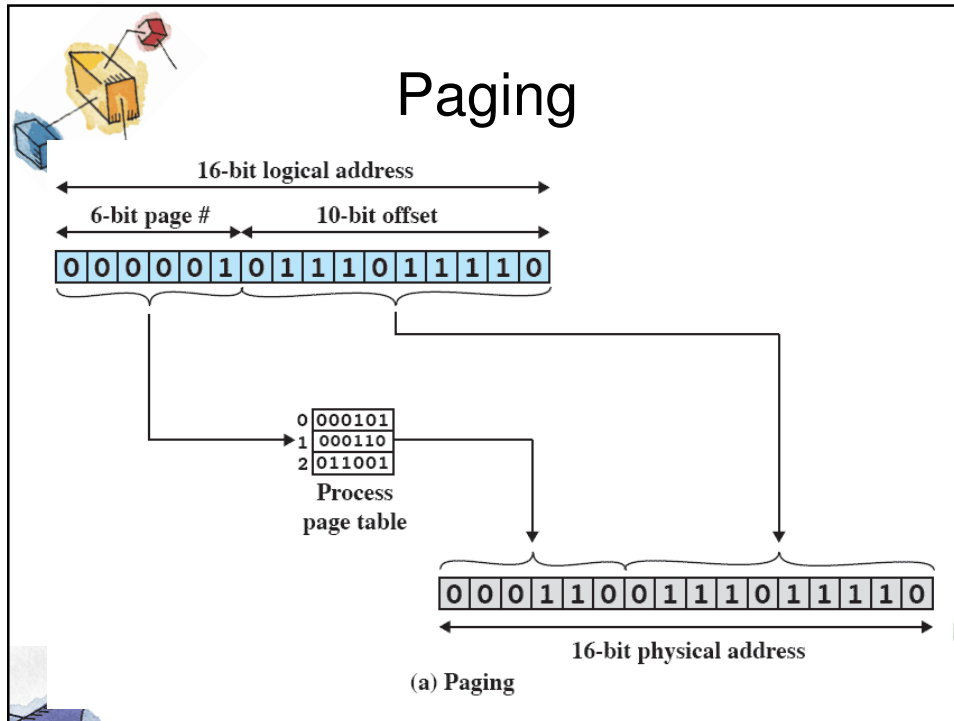 Paging
16-bit logical address
6-bit page # 10-bit offset
0 0 0 0 0 1 0 1 1 1 0 1 1 1 1 0
0 000101
1 000110
2 011001
Process
page table
0 0 0 1 1 0 0 1 1 1 0 1 1 1 1 0
16-bit physical address
(a) Paging